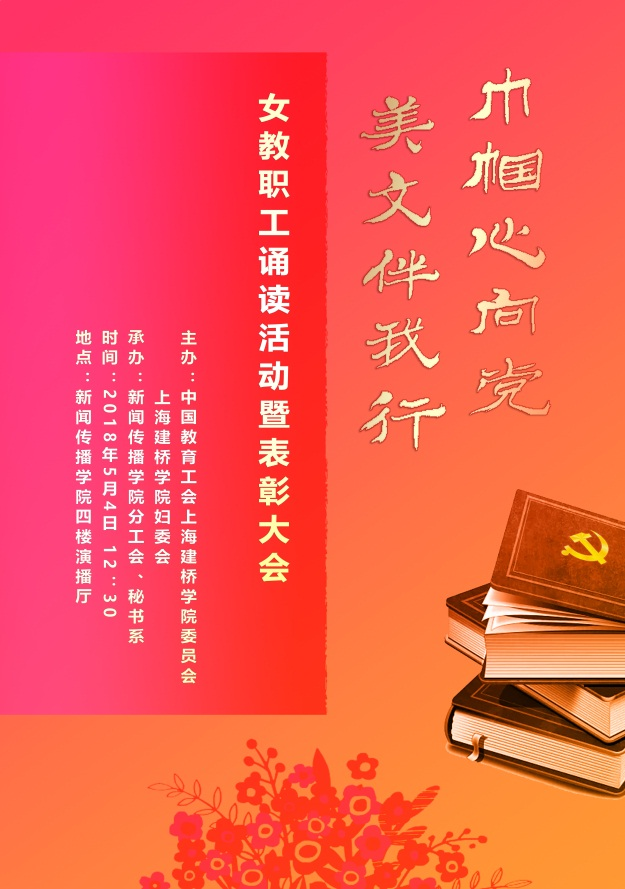 巾帼心向党
美文伴我行
女教职工诵读活动暨表彰大会
主办：中国教育工会上海建桥学院委员会
上海建桥学院妇委会
承办：新闻传播学院分工会、秘书系
时间：2018年5月4日 12：30
地点：新闻传播学院四楼演播厅